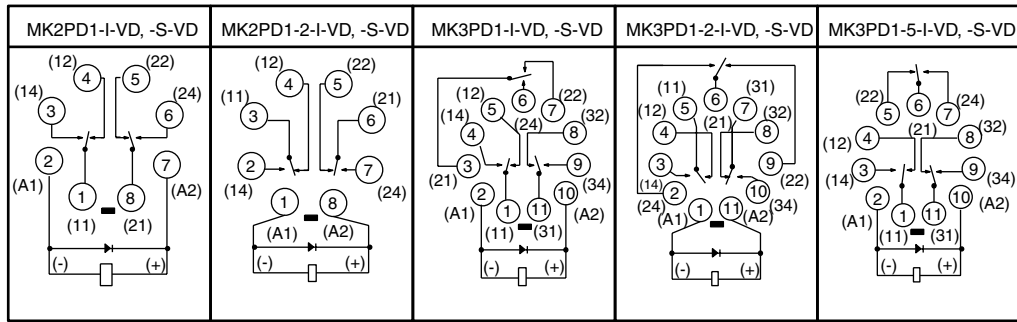 MK2PD1-I-VD, -S-VD
MK2PD1-2-I-VD, -S-VD
MK3PD1-I-VD, -S-VD
MK3PD1-2-I-VD, -S-VD
MK3PD1-5-I-VD, -S-VD
(12) (22)
4 5
(14) (24)
3 6
2 7
(A1) 1 8 (A2)
(11) (21)
(-) (+)
(12) (22)
4 5
(11) (21)
3 6
2 7
(14) 1 8 (24)
(A1) (A2)
(-) (+)
6
(12) 5 7 (22)
(14) (24) (32)
4 8
3 9
(21) 2 10 (34)
(A1) 1 11 (A2)
(11) (31)
(-) (+)
(11) 6 (31)
5 7
(12) (21) (32)
4 8
3 9
(14) 2 10 (22)
(24) 1 11 (34)
(A1) (A2)
(-) (+)
(22) 6 (24)
5 7
(12) 4 (21) 8 (32)
3 9
(14) 2 10 (34)
(A1) 1 11 (A2)
(11) (31)
(-) (+)